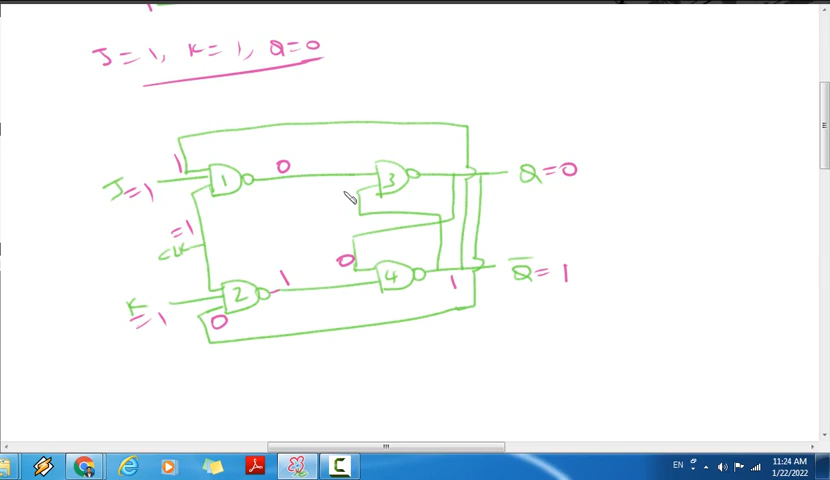 J=1, K=1, Q=0
1
0
J=1
1
3
Q=0
=1
CLK
0
1
4
1
Q̅=1
2
K
=1
0
EN
11:24 AM
1/22/2022